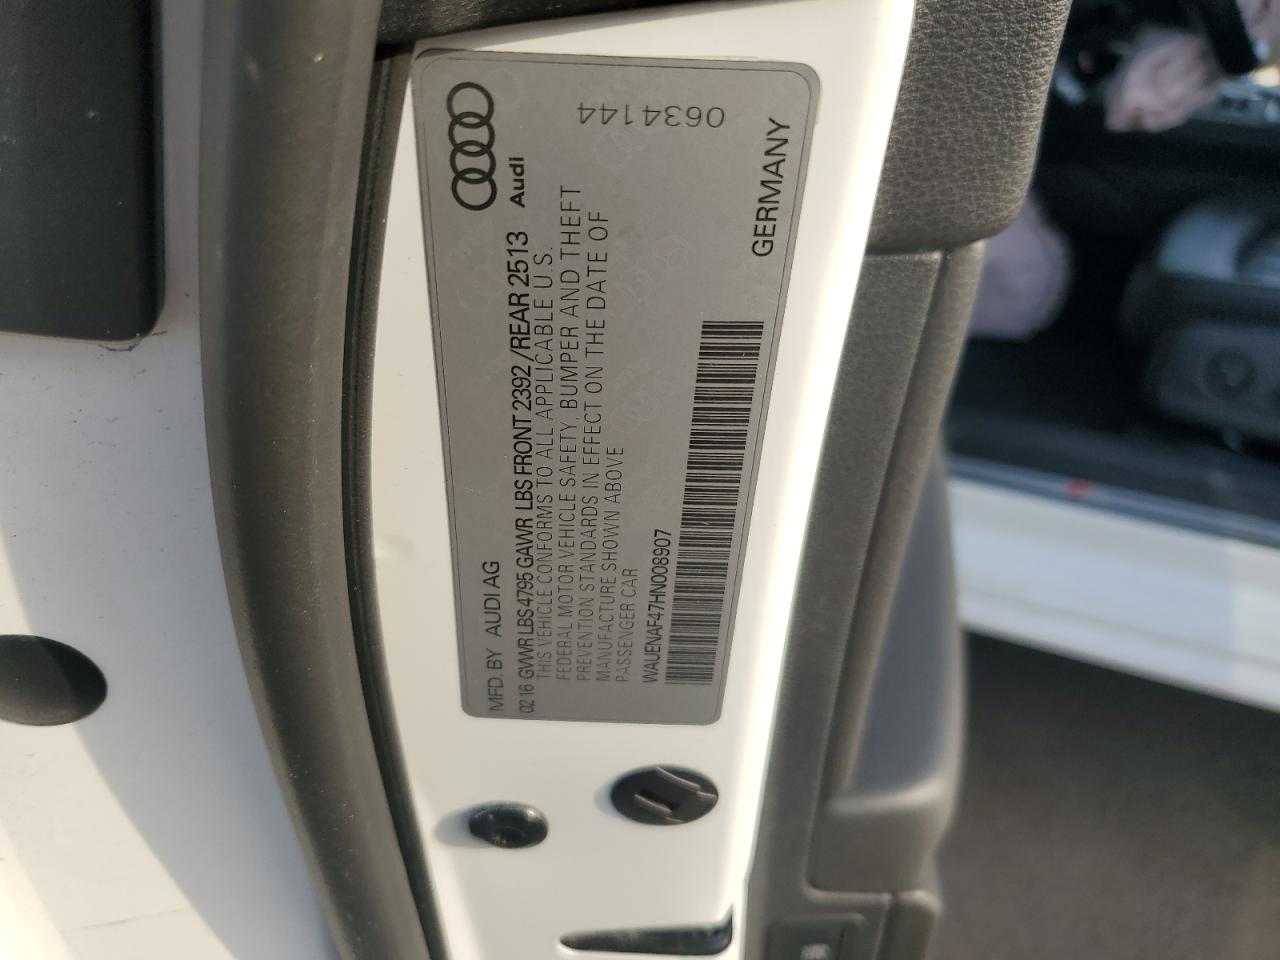 Audi
MFD. BY AUDI AG
02 16 GVWR LBS 4795 GAWR LBS FRONT 2392 /REAR 2513
THIS VEHICLE CONFORMS TO ALL APPLICABLE U.S.
FEDERAL MOTOR VEHICLE SAFETY, BUMPER AND THEFT
PREVENTION STANDARDS IN EFFECT ON THE DATE OF
MANUFACTURE SHOWN ABOVE
PASSENGER CAR
WAUENAF47HN008907
GERMANY
0634144